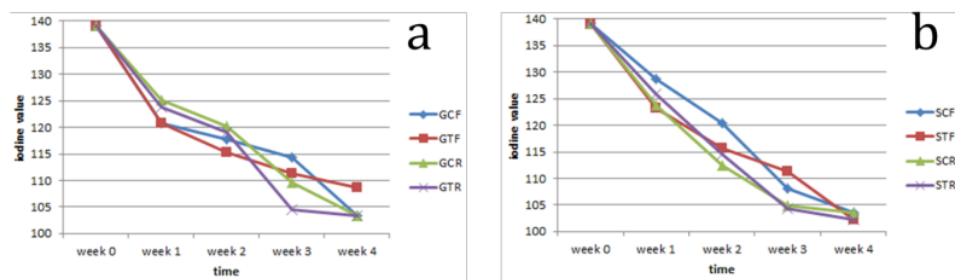 a
140
135
130
125
120
115
110
105
100
iodine value
week 0 week 1 week 2 week 3 week 4
time
GCF
GTF
GCR
GTR
b
140
135
130
125
120
115
110
105
100
iodine value
week 0 week 1 week 2 week 3 week 4
time
SCF
STF
SCR
STR